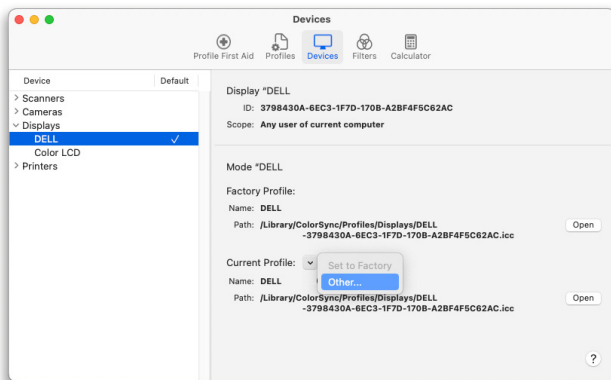 Devices
Profile First Aid Profiles Devices Filters Calculator
Device Default
> Scanners
> Cameras
Displays
DELL ✓
Color LCD
> Printers
Display “DELL
ID: 3798430A-6EC3-1F7D-170B-A2BF4F5C62AC
Scope: Any user of current computer
Mode “DELL
Factory Profile:
Name: DELL
Path: /Library/ColorSync/Profiles/Displays/DELL Open
-3798430A-6EC3-1F7D-170B-A2BF4F5C62AC.icc
Current Profile: Set to Factory
Name: DELL Other...
Path: /Library/ColorSync/Profiles/Displays/DELL Open
-3798430A-6EC3-1F7D-170B-A2BF4F5C62AC.icc
?